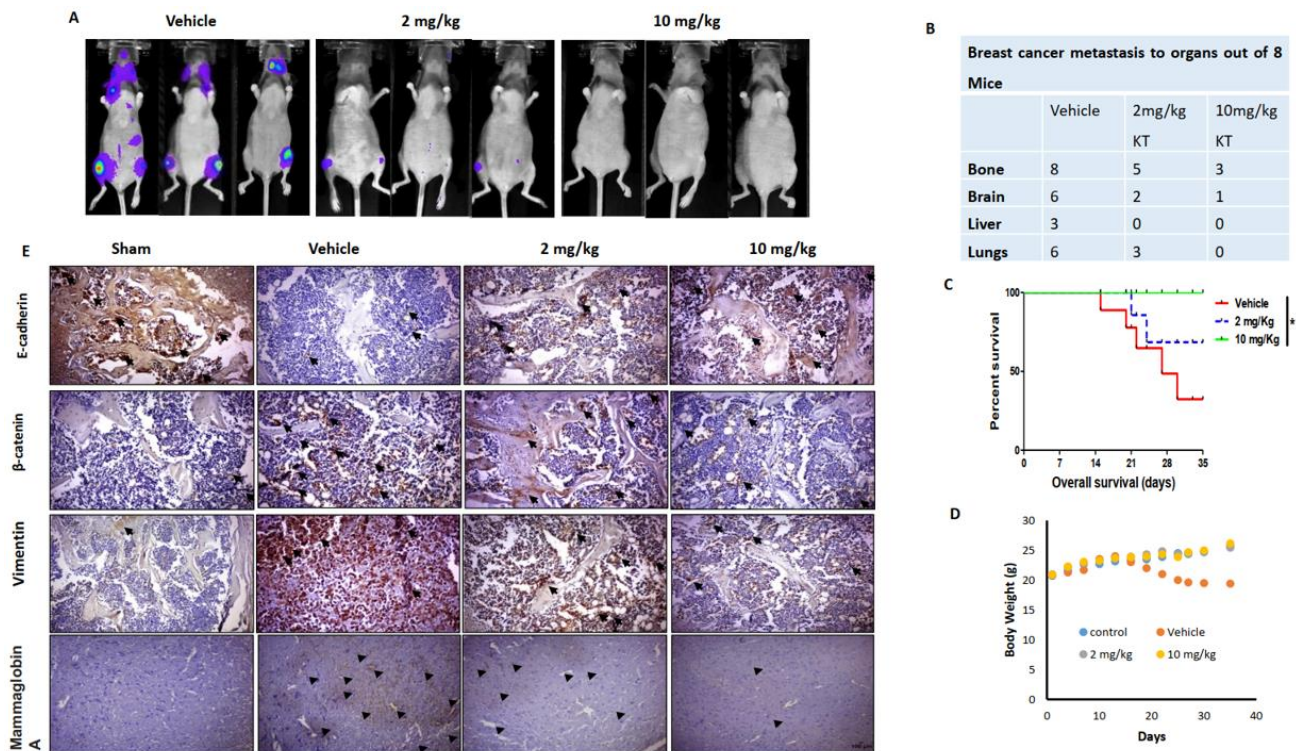 A
Vehicle
2 mg/kg
10 mg/kg
B
Breast cancer metastasis to organs out of 8
Mice
Vehicle 2mg/kg 10mg/kg
KT KT
Bone 8 5 3
Brain 6 2 1
Liver 3 0 0
Lungs 6 3 0
E
Sham
Vehicle
2 mg/kg
10 mg/kg
E-cadherin
β-catenin
Vimentin
Mammaglobin
A
C
Percent survival
100
50
0
0 7 14 21 28 35
Overall survival (days)
Vehicle
2 mg/Kg
10 mg/Kg
*
D
Body Weight (g)
30
25
20
15
10
5
0
0 10 20 30 40
Days
control Vehicle
2 mg/kg 10 mg/kg